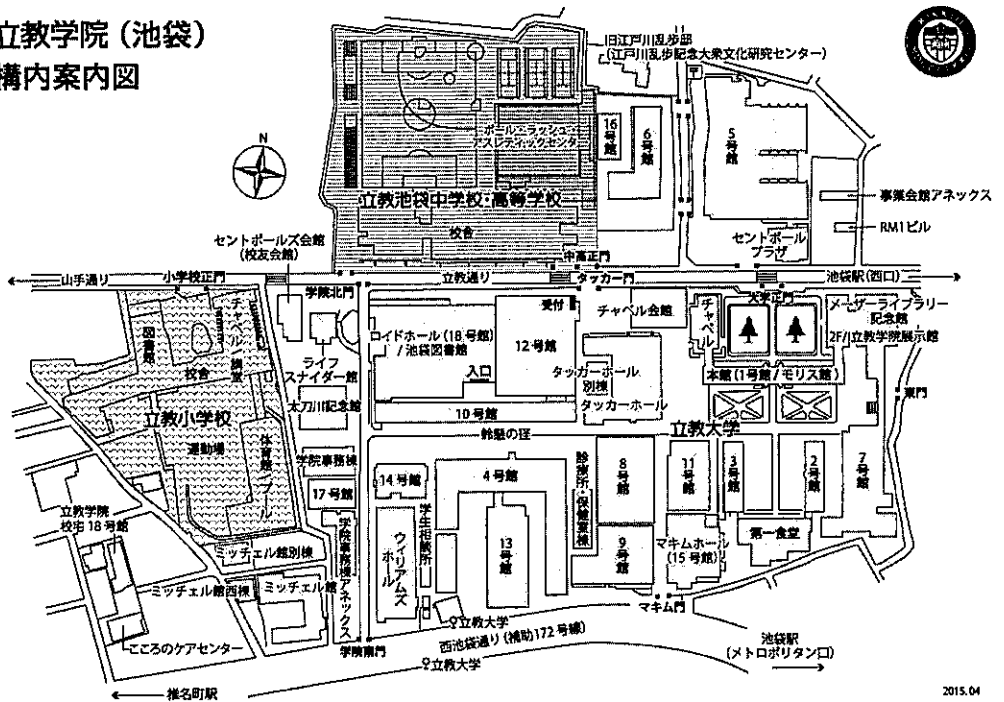 立教学院（池袋）
構内案内図
N
旧江戸川乱歩邸
（江戸川乱歩記念大衆文化研究センター）
ポール・ラッシュ・
アスレティックセンター
16号館
6号館
5号館
立教池袋中学校・高等学校
校舎
事業会館アネックス
RM1ビル
セントポール
プラザ
セントポールズ会館
（校友会館）
中高正門
山手通り
小学校正門
学院北門
立教通り
タッカー門
池袋駅（西口）
大学正門
図書館
チャペル／講堂
校舎
立教小学校
運動場
体育館／プール
ライフ
スナイダー館
太刀川記念館
学院事務棟
17号館
学院事務棟アネックス
ロイドホール（18号館）
／池袋図書館
入口
受付
12号館
10号館
チャペル会館
チャペル
タッカーホール
別棟
タッカーホール
メーザーライブラリー
記念館
2F/立教学院展示館
本館（1号館／モリス館）
東門
立教大学
鈴懸の径
14号館
ウィリアムズ
ホール
学生相談所
4号館
13号館
診療所・保健室棟
8号館
9号館
11号館
マキムホール
（15号館）
3号館
2号館
7号館
第一食堂
マキム門
立教学院
校宅18号館
ミッチェル館別棟
ミッチェル館西棟
ミッチェル館
こころのケアセンター
学院南門
立教大学
西池袋通り（補助172号線）
立教大学
池袋駅
（メトロポリタン口）
椎名町駅
2015.04